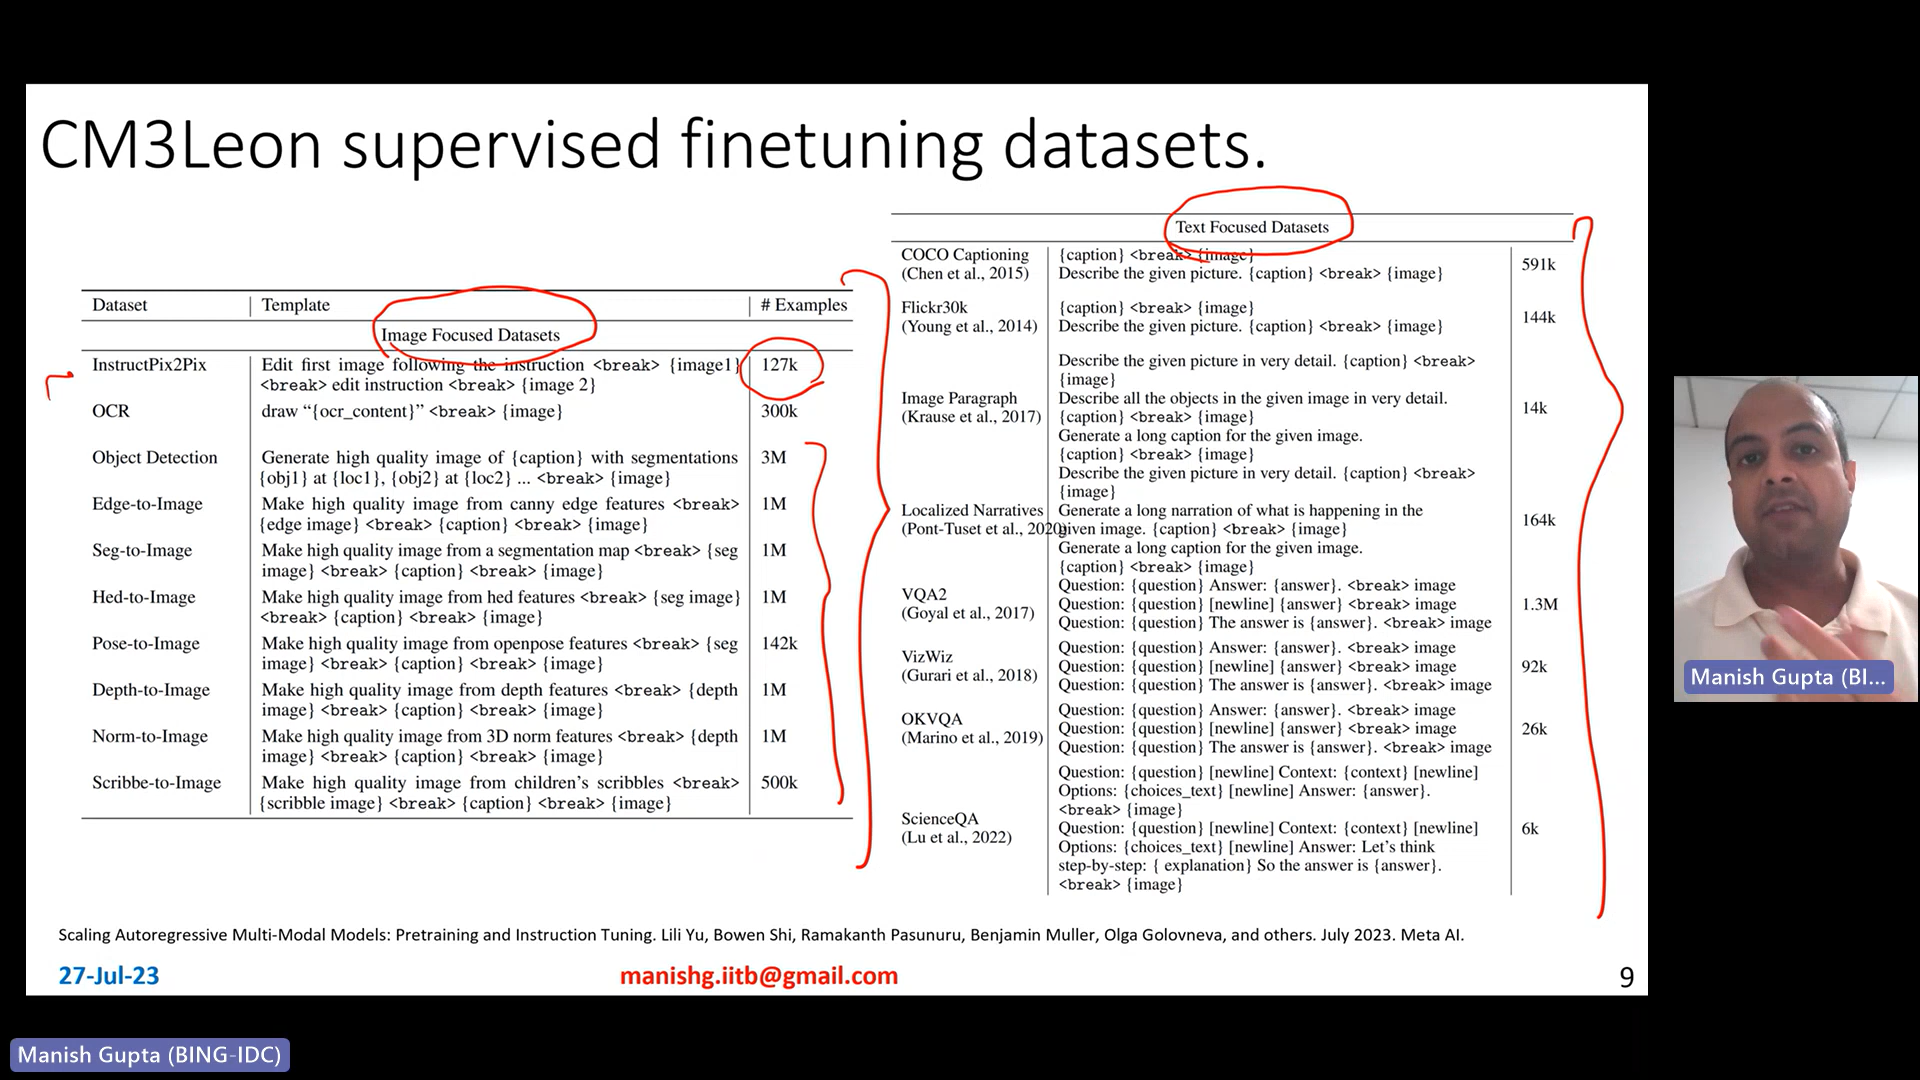 CM3Leon supervised finetuning datasets.
Dataset Template # Examples
Image Focused Datasets
InstructPix2Pix Edit first image following the instruction <break> {image1} 127k
<break> edit instruction <break> {image 2}
OCR draw “{ocr_content}” <break> {image} 300k
Object Detection Generate high quality image of {caption} with segmentations 3M
{obj1} at {loc1}, {obj2} at {loc2} ... <break> {image}
Edge-to-Image Make high quality image from canny edge features <break> 1M
{edge image} <break> {caption} <break> {image}
Seg-to-Image Make high quality image from a segmentation map <break> {seg 1M
image} <break> {caption} <break> {image}
Hed-to-Image Make high quality image from hed features <break> {seg image} 1M
<break> {caption} <break> {image}
Pose-to-Image Make high quality image from openpose features <break> {seg 142k
image} <break> {caption} <break> {image}
Depth-to-Image Make high quality image from depth features <break> {depth 1M
image} <break> {caption} <break> {image}
Norm-to-Image Make high quality image from 3D norm features <break> {depth 1M
image} <break> {caption} <break> {image}
Scribbe-to-Image Make high quality image from children’s scribbles <break> 500k
{scribble image} <break> {caption} <break> {image}
Text Focused Datasets
COCO Captioning {caption} <break> {image}
(Chen et al., 2015) Describe the given picture. {caption} <break> {image} 591k
Flickr30k {caption} <break> {image}
(Young et al., 2014) Describe the given picture. {caption} <break> {image} 144k
Describe the given picture in very detail. {caption} <break>
{image}
Image Paragraph Describe all the objects in the given image in very detail.
(Krause et al., 2017) {caption} <break> {image} 14k
Generate a long caption for the given image.
{caption} <break> {image}
Describe the given picture in very detail. {caption} <break>
{image}
Localized Narratives Generate a long narration of what is happening in the
(Pont-Tuset et al., 2020) given image. {caption} <break> {image} 164k
Generate a long caption for the given image.
{caption} <break> {image}
Question: {question} Answer: {answer}. <break> image
VQA2 Question: {question} [newline] {answer} <break> image 1.3M
(Goyal et al., 2017) Question: {question} The answer is {answer}. <break> image
Question: {question} Answer: {answer}. <break> image
VizWiz Question: {question} [newline] {answer} <break> image 92k
(Gurari et al., 2018) Question: {question} The answer is {answer}. <break> image
Question: {question} Answer: {answer}. <break> image
OKVQA Question: {question} [newline] {answer} <break> image 26k
(Marino et al., 2019) Question: {question} The answer is {answer}. <break> image
Question: {question} [newline] Context: {context} [newline]
Options: {choices_text} [newline] Answer: {answer}.
<break> {image}
ScienceQA Question: {question} [newline] Context: {context} [newline] 6k
(Lu et al., 2022) Options: {choices_text} [newline] Answer: Let’s think
step-by-step: { explanation} So the answer is {answer}.
<break> {image}
Scaling Autoregressive Multi-Modal Models: Pretraining and Instruction Tuning. Lili Yu, Bowen Shi, Ramakanth Pasunuru, Benjamin Muller, Olga Golovneva, and others. July 2023. Meta AI.
27-Jul-23 manishg.iitb@gmail.com 9
Manish Gupta (BI...
Manish Gupta (BING-IDC)